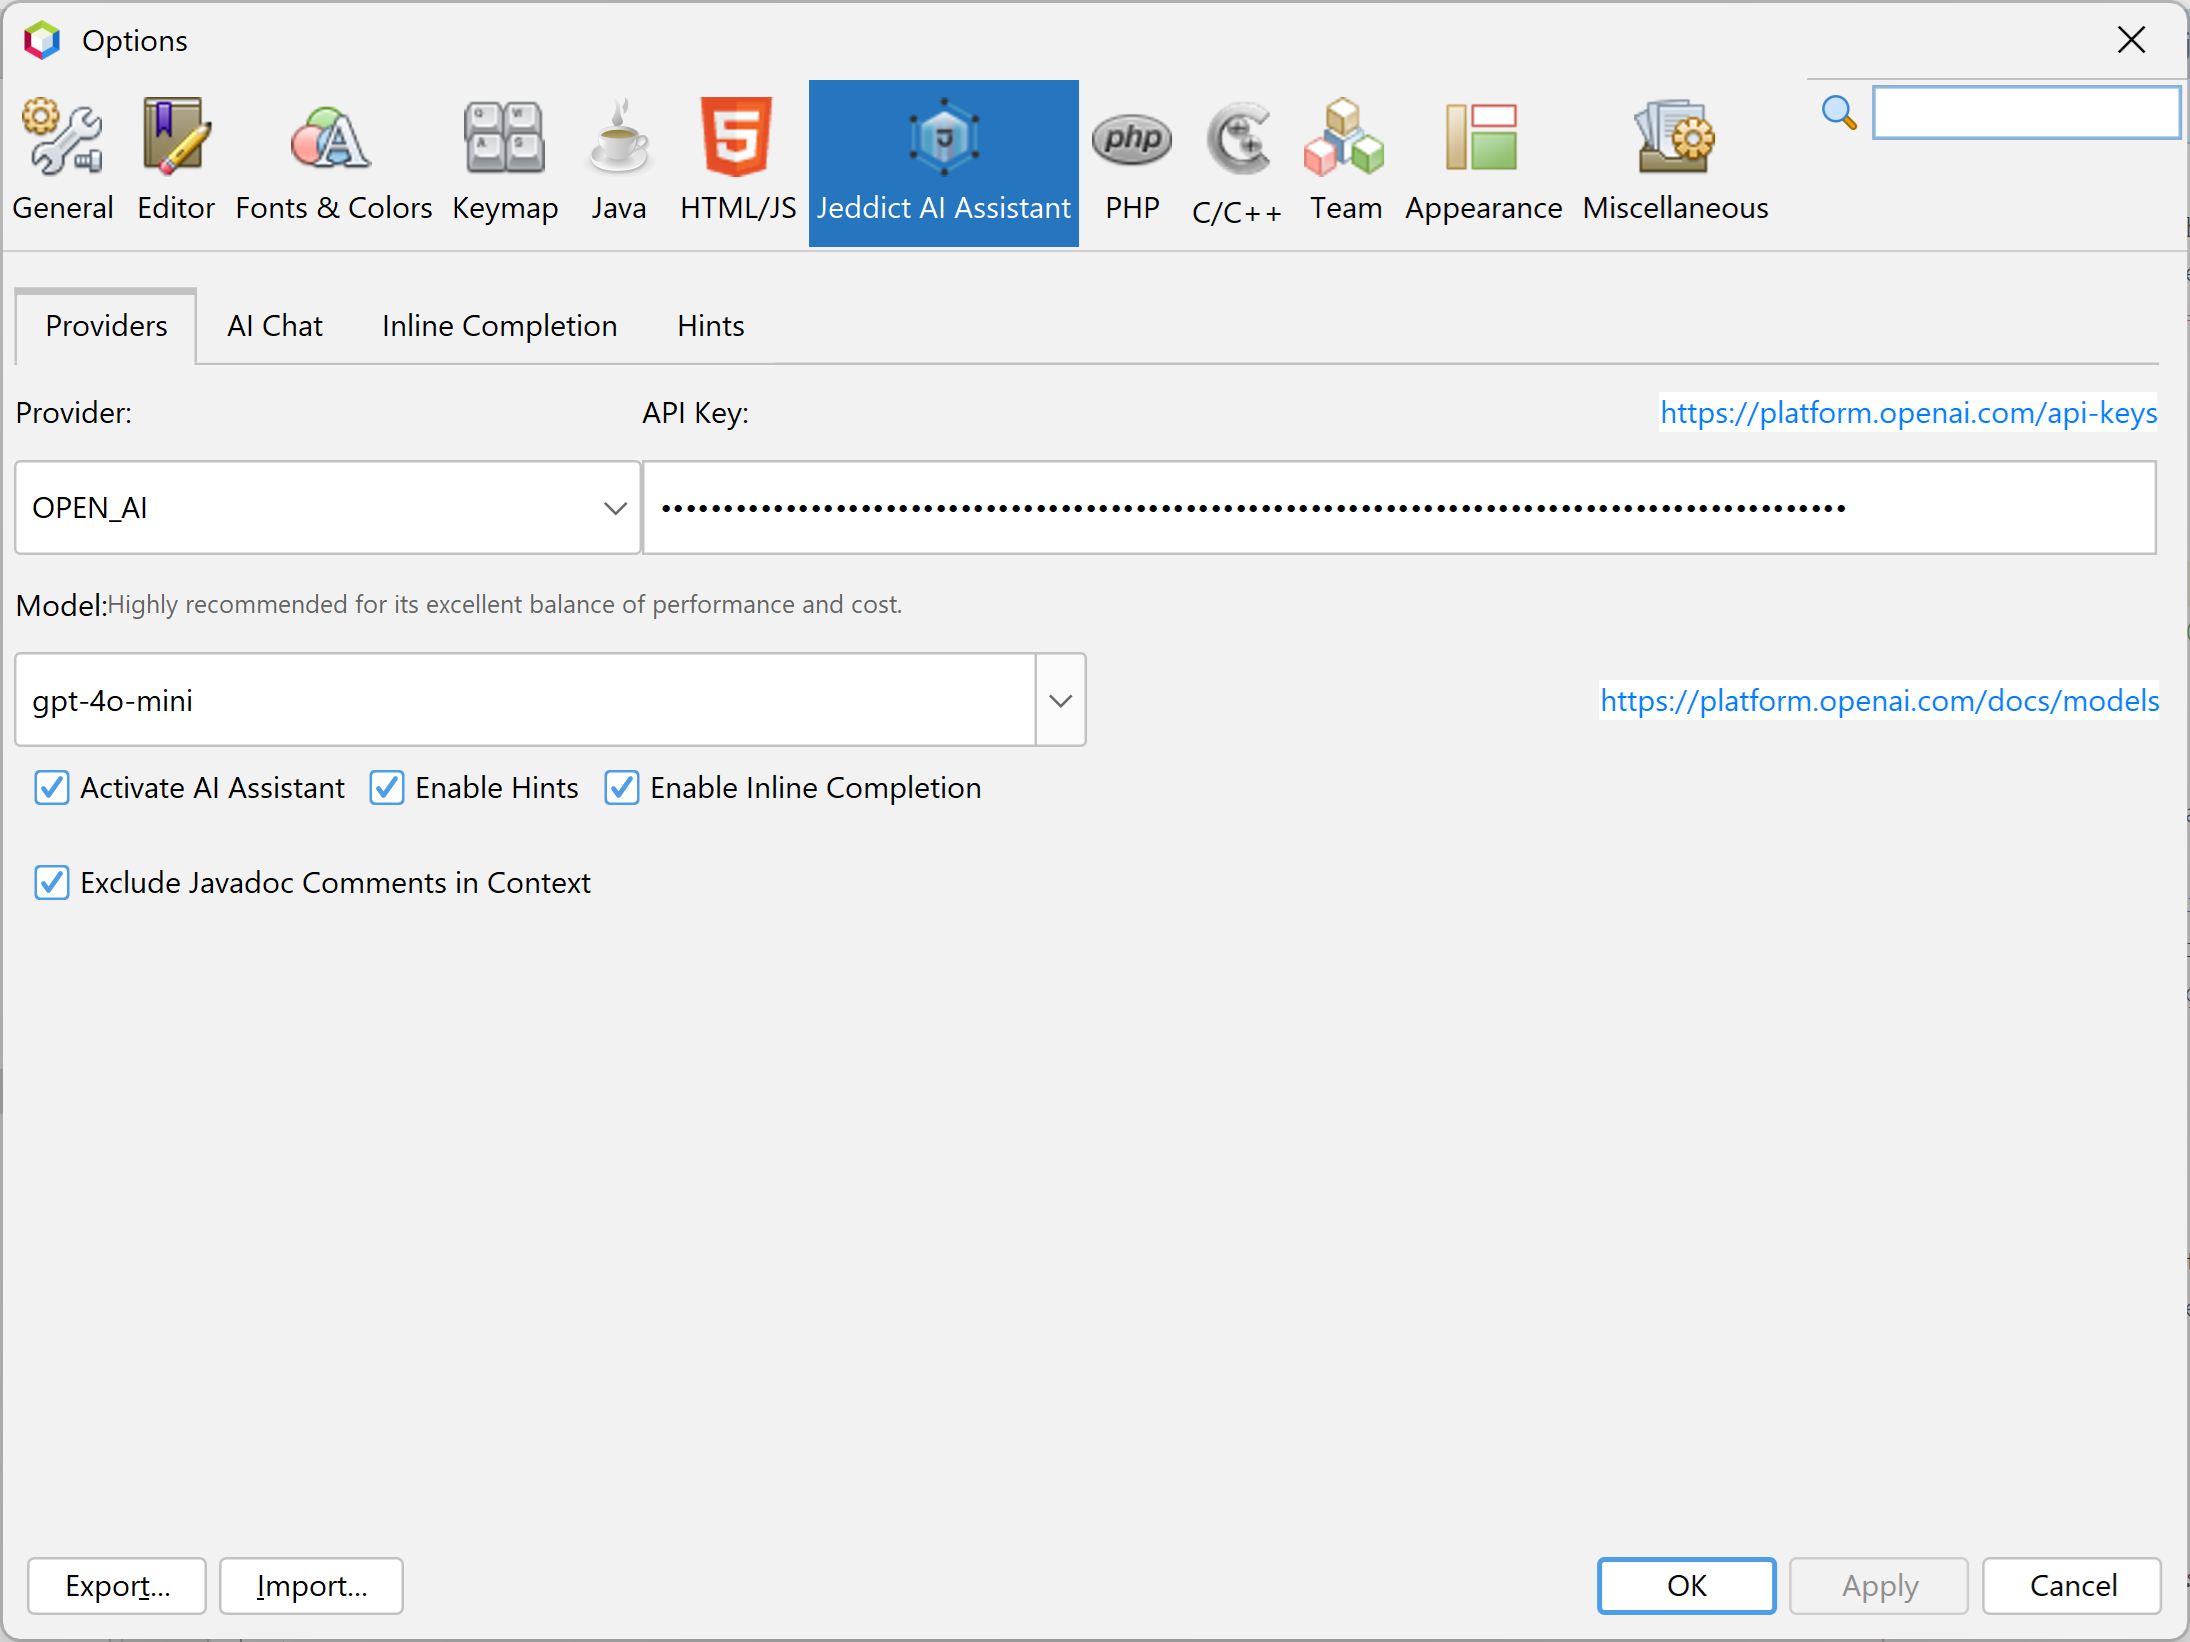 Options
General Editor Fonts & Colors Keymap Java HTML/JS Jeddict AI Assistant PHP C/C++ Team Appearance Miscellaneous
Providers AI Chat Inline Completion Hints
Provider: API Key: https://platform.openai.com/api-keys
OPEN_AI
Model:Highly recommended for its excellent balance of performance and cost.
gpt-4o-mini https://platform.openai.com/docs/models
Activate AI Assistant Enable Hints Enable Inline Completion
Exclude Javadoc Comments in Context
Export... Import... OK Apply Cancel